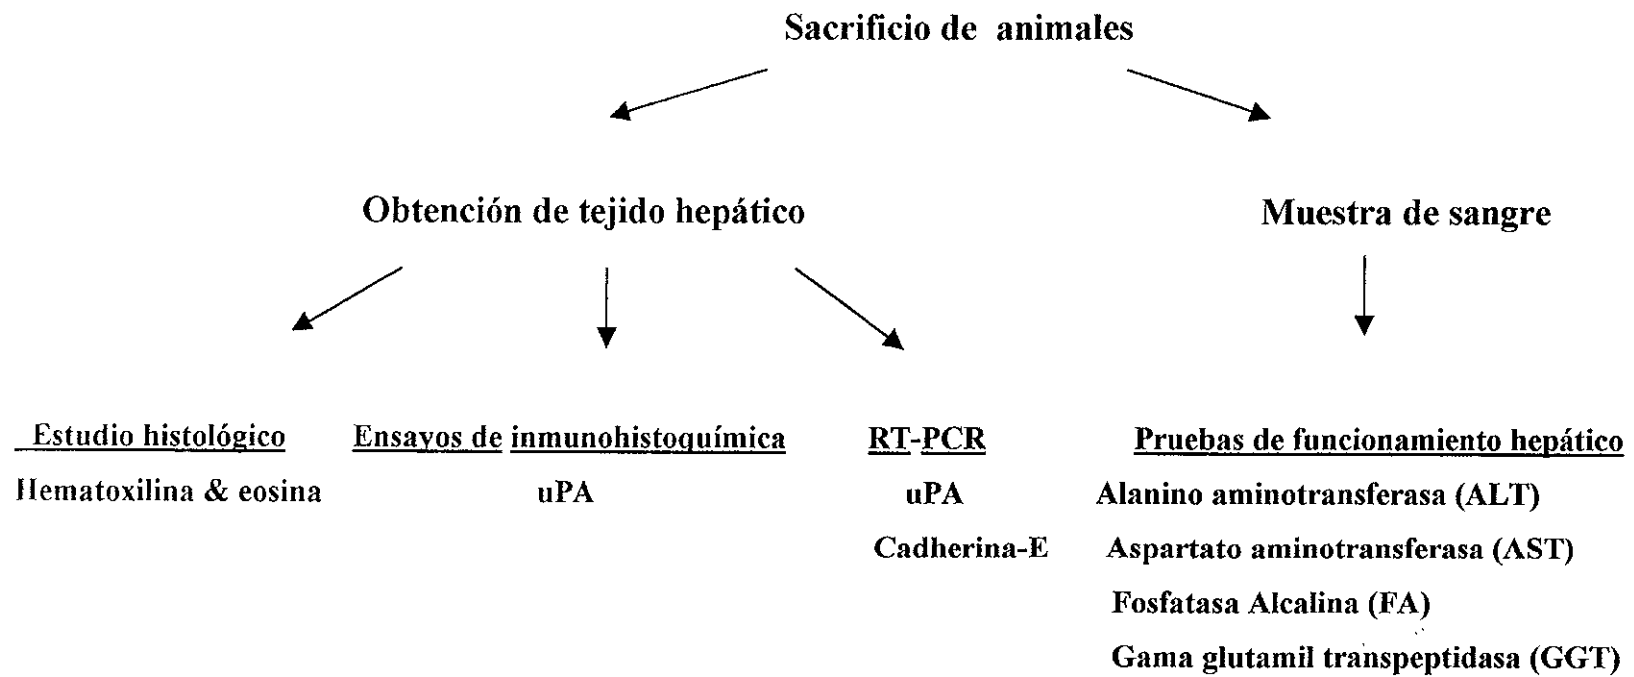 Sacrificio de animales
Obtención de tejido hepático
Muestra de sangre
Estudio histológico
Hematoxilina & eosina
Ensayos de inmunohistoquímica
uPA
RT-PCR
uPA
Cadherina-E
Pruebas de funcionamiento hepático
Alanino aminotransferasa (ALT)
Aspartato aminotransferasa (AST)
Fosfatasa Alcalina (FA)
Gama glutamil transpeptidasa (GGT)